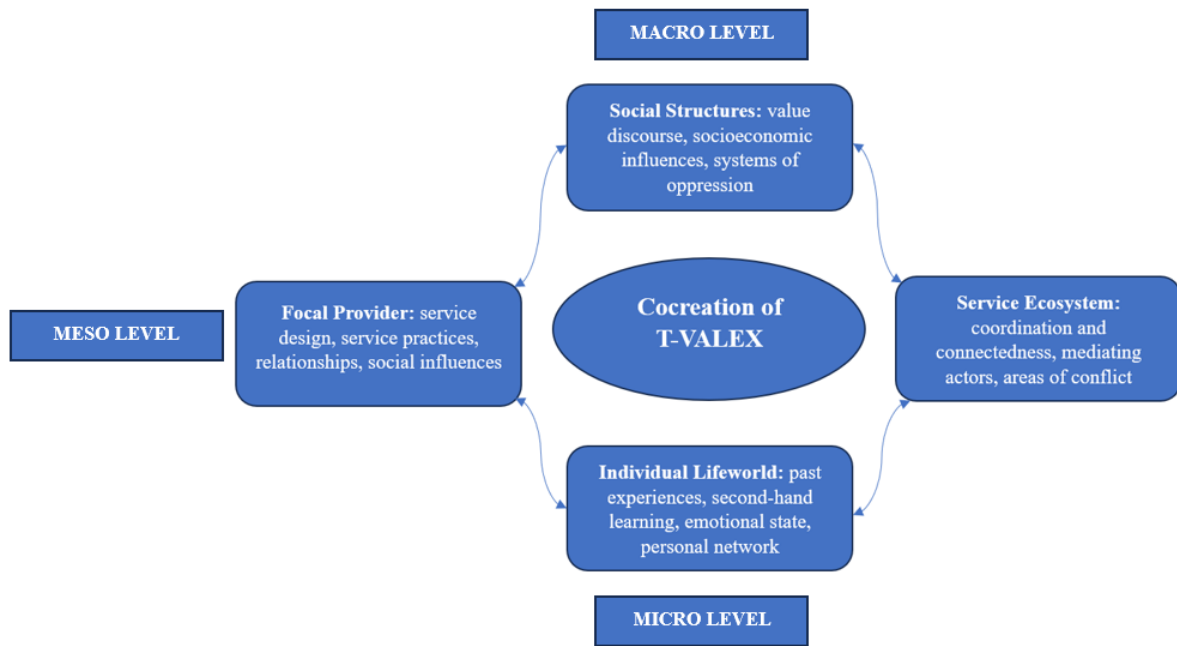 MACRO LEVEL
Social Structures: value
discourse, socioeconomic
influences, systems of
oppression
MESO LEVEL
Focal Provider: service
design, service practices,
relationships, social influences
Cocreation of
T-VALEX
Service Ecosystem:
coordination and
connectedness, mediating
actors, areas of conflict
Individual Lifeworld: past
experiences, second-hand
learning, emotional state,
personal network
MICRO LEVEL